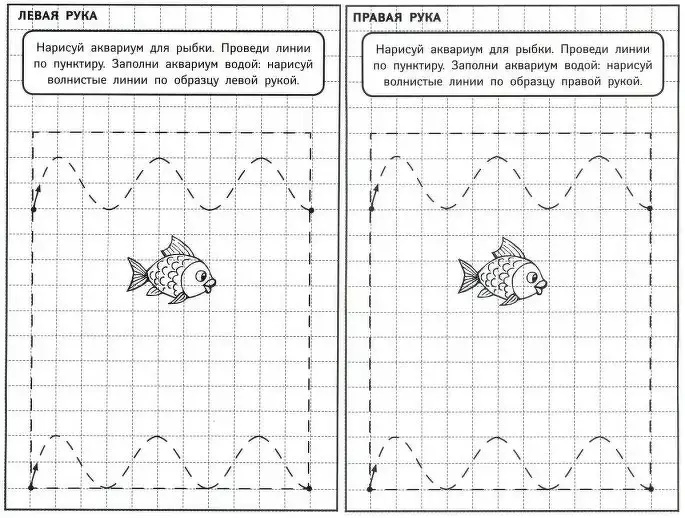 ЛЕВАЯ РУКА
Нарисуй аквариум для рыбки. Проведи линии
по пунктиру. Заполни аквариум водой: нарисуй
волнистые линии по образцу левой рукой.
ПРАВАЯ РУКА
Нарисуй аквариум для рыбки. Проведи линии
по пунктиру. Заполни аквариум водой: нарисуй
волнистые линии по образцу правой рукой.